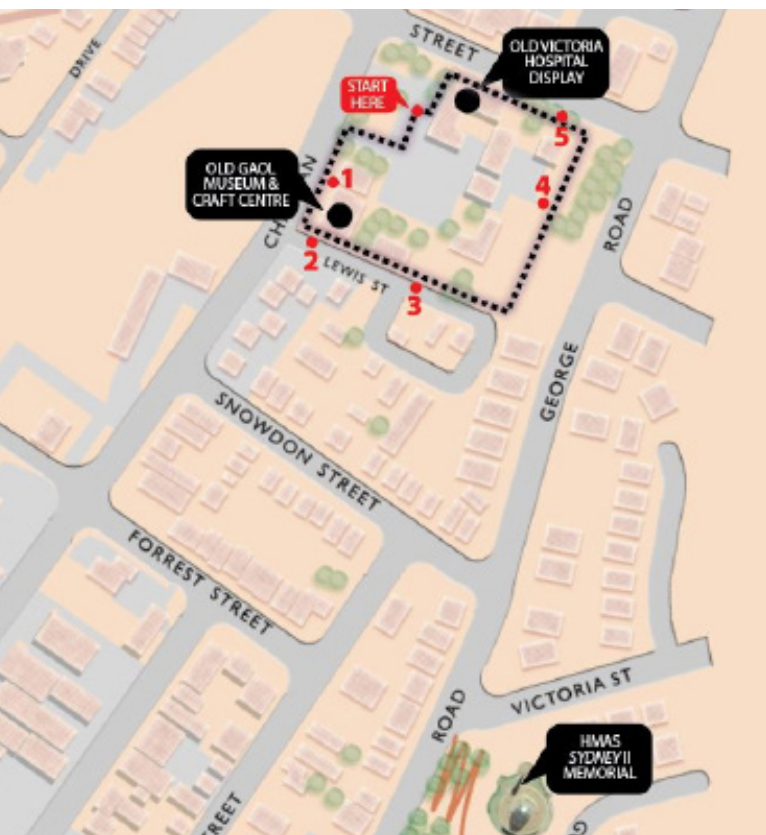 DRIVE
STREET
OLD VICTORIA
HOSPITAL
DISPLAY
START
HERE
5
OLD GAOL
MUSEUM &
CRAFT CENTRE
1
4
ROAD
2
LEWIS ST
3
GEORGE
SNOWDON STREET
FORREST STREET
VICTORIA ST
ROAD
HMAS
SYDNEY II
MEMORIAL